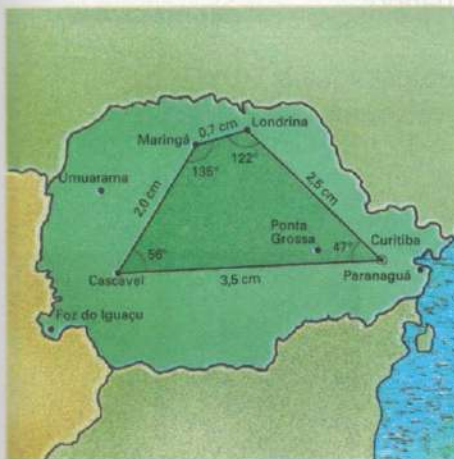 0,7 cm
Londrina
Maringá
122°
135°
Umuarama
2,0 cm
2,5 cm
Ponta
Grossa
47°
Curitiba
56°
Cascavel
3,5 cm
Paranaguá
Foz do Iguaçu